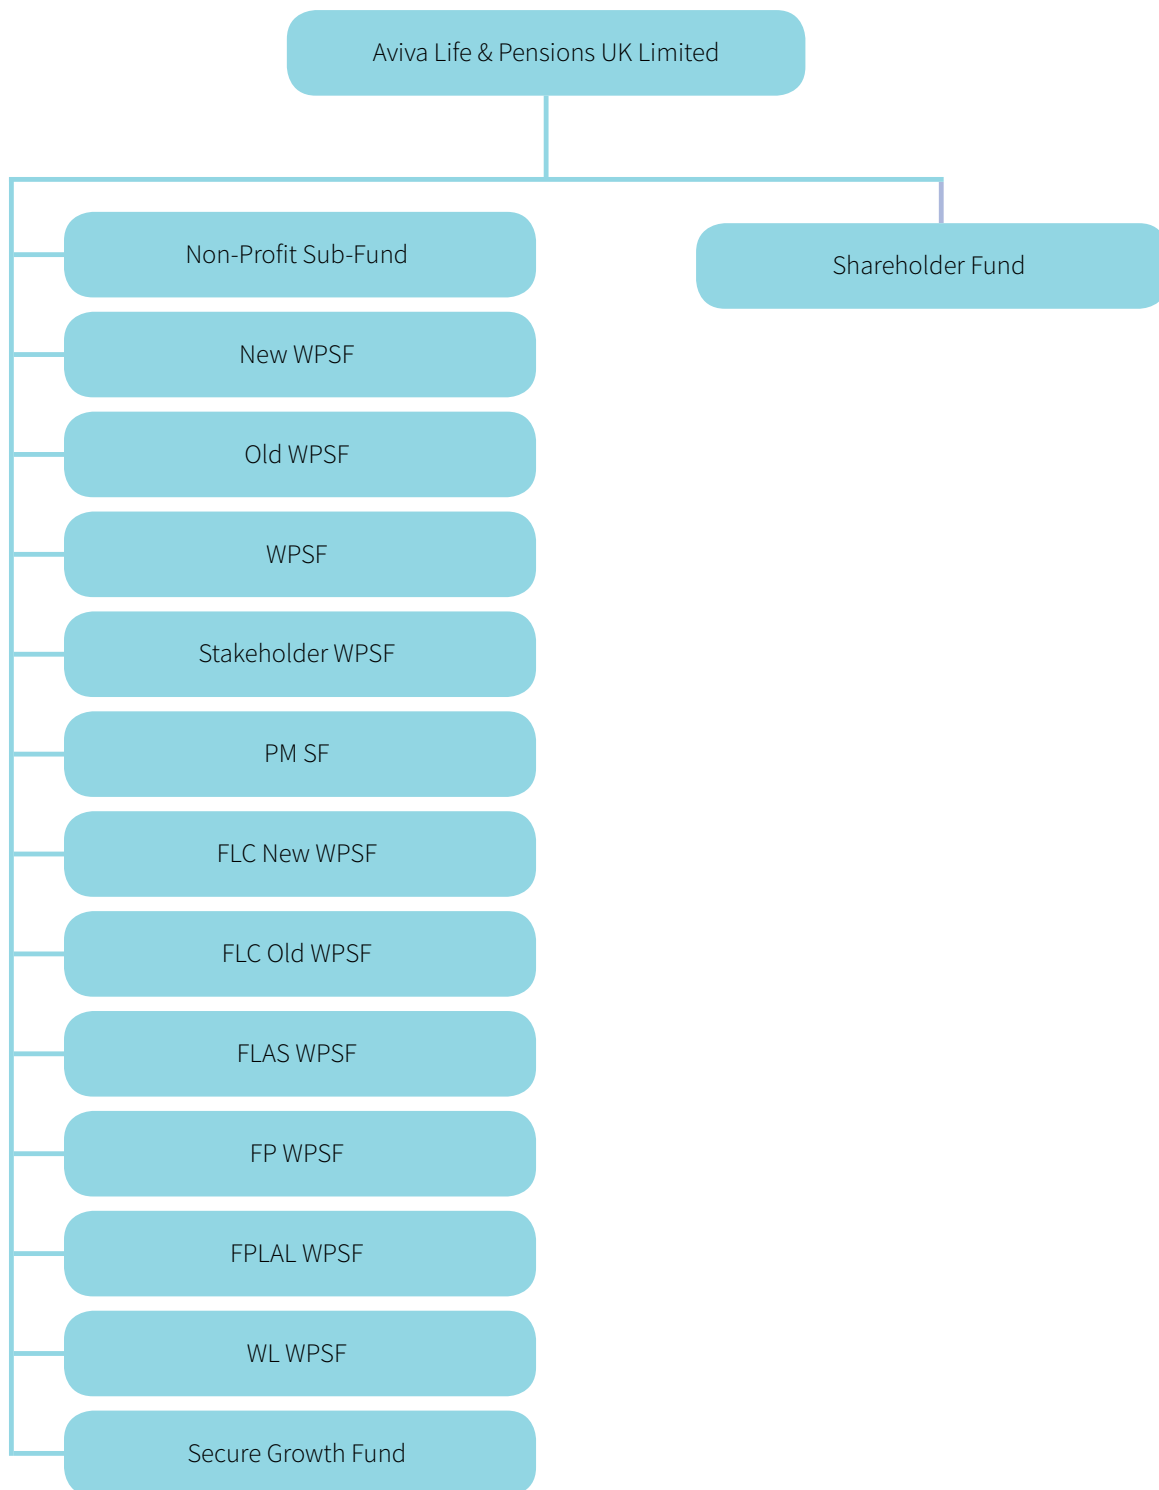 Aviva Life & Pensions UK Limited
Non-Profit Sub-Fund
Shareholder Fund
New WPSF
Old WPSF
WPSF
Stakeholder WPSF
PM SF
FLC New WPSF
FLC Old WPSF
FLAS WPSF
FP WPSF
FPLAL WPSF
WL WPSF
Secure Growth Fund